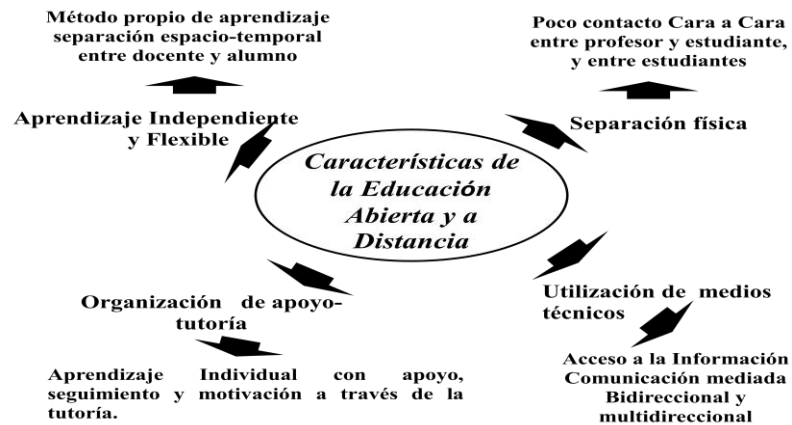 Método propio de aprendizaje
separación espacio-temporal
entre docente y alumno
Aprendizaje Independiente
y Flexible
Poco contacto Cara a Cara
entre profesor y estudiante,
y entre estudiantes
Separación física
Características de
la Educación
Abierta y a
Distancia
Organización de apoyo-
tutoría
Aprendizaje Individual con apoyo,
seguimiento y motivación a través de la
tutoría.
Utilización de medios
técnicos
Acceso a la Información
Comunicación mediada
Bidireccional y
multidireccional